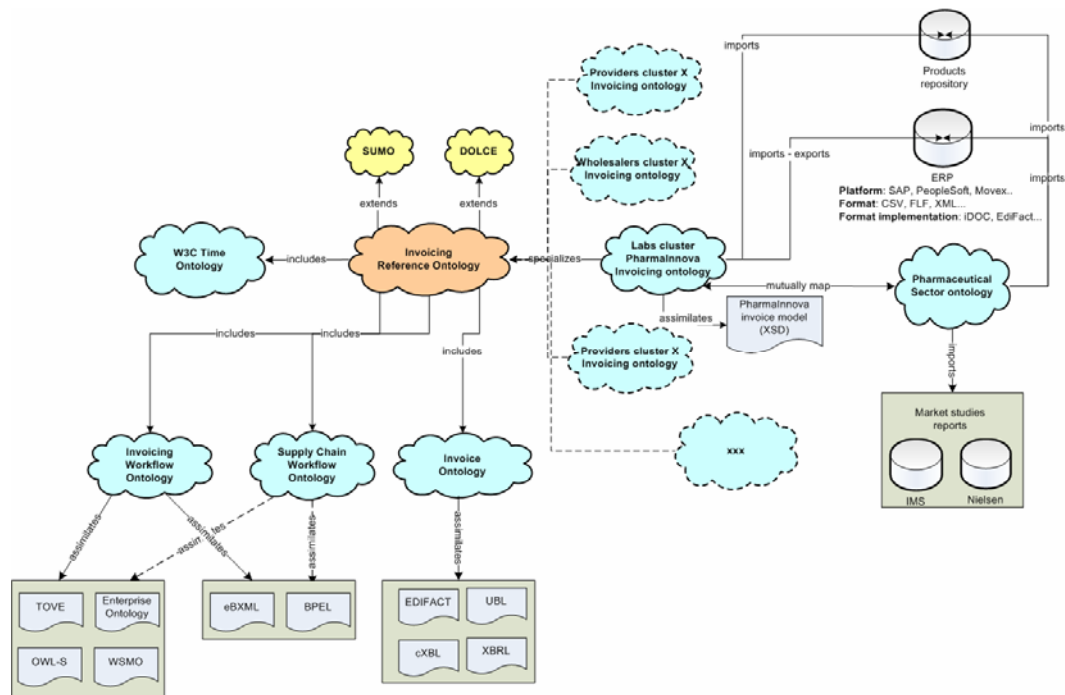 imports
Products
repository
Providers cluster X
Invoicing ontology
SUMO
DOLCE
imports
Wholesalers cluster X
Invoicing ontology
imports - exports
ERP
imports
Platform: SAP, PeopleSoft, Movex..
Format: CSV, FLF, XML...
Format implementation: iDOC, EdiFact...
extends
extends
W3C Time
Ontology
includes
Invoicing
Reference Ontology
specializes
Labs cluster
PharmaInnova
Invoicing ontology
mutually map
Pharmaceutical
Sector ontology
assimilates
PharmaInnova
invoice model
(XSD)
includes
includes
includes
Providers cluster X
Invoicing ontology
imports
Market studies
reports
IMS
Nielsen
Invoicing
Workflow
Ontology
Supply Chain
Workflow
Ontology
Invoice
Ontology
xxx
assimilates
assimilates
assimilates
assimilates
assimilates
TOVE
Enterprise
Ontology
OWL-S
WSMO
eBXML
BPEL
EDIFACT
UBL
cXBL
XBRL